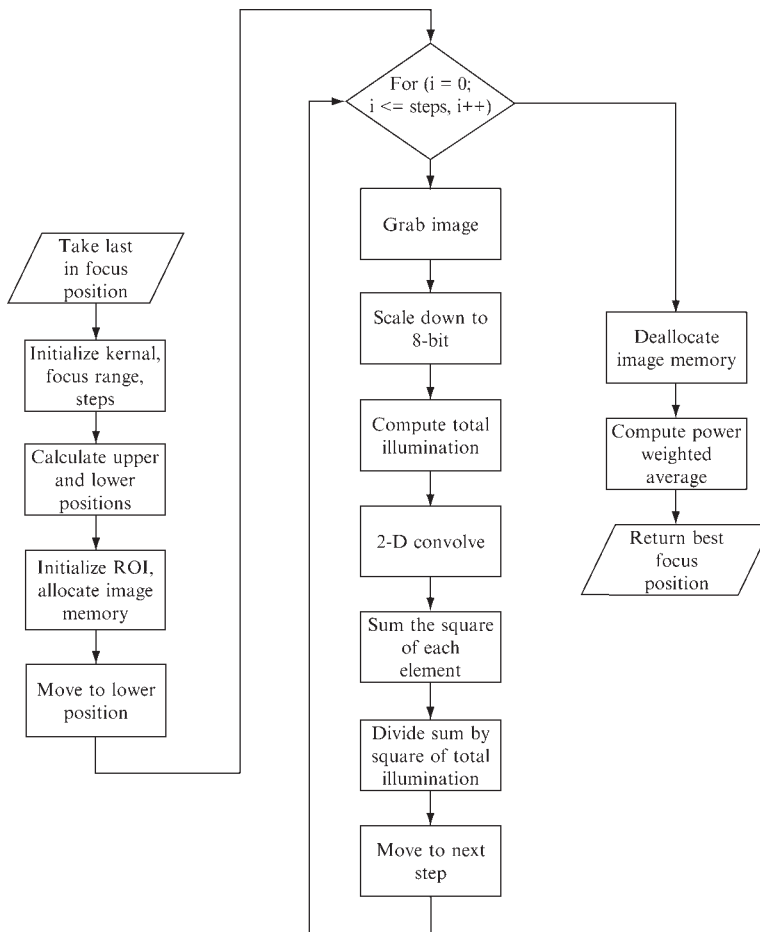 Take last
in focus
position
Initialize kernal,
focus range,
steps
Calculate upper
and lower
positions
Initialize ROI,
allocate image
memory
Move to lower
position
For (i = 0;
i <= steps, i++)
Grab image
Scale down to
8-bit
Compute total
illumination
2-D convolve
Sum the square
of each
element
Divide sum by
square of total
illumination
Move to next
step
Deallocate
image memory
Compute power
weighted
average
Return best
focus
position